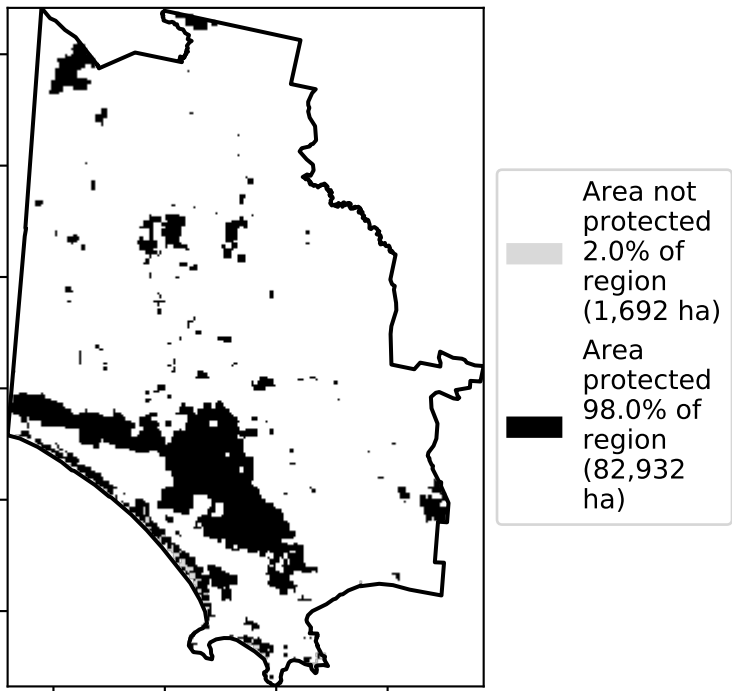 Area not
protected
2.0% of
region
(1,692 ha)
Area
protected
98.0% of
region
(82,932
ha)